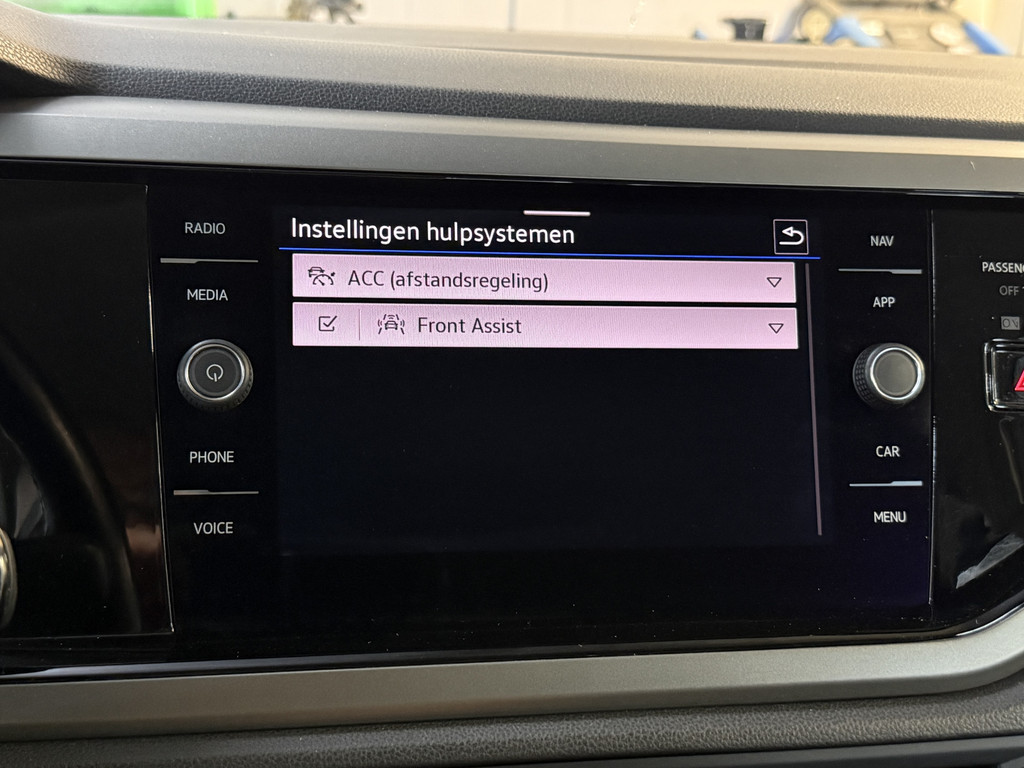 RADIO
MEDIA
PHONE
VOICE
Instellingen hulpsystemen
ACC (afstandsregeling)
Front Assist
NAV
APP
CAR
MENU
OFF
ON